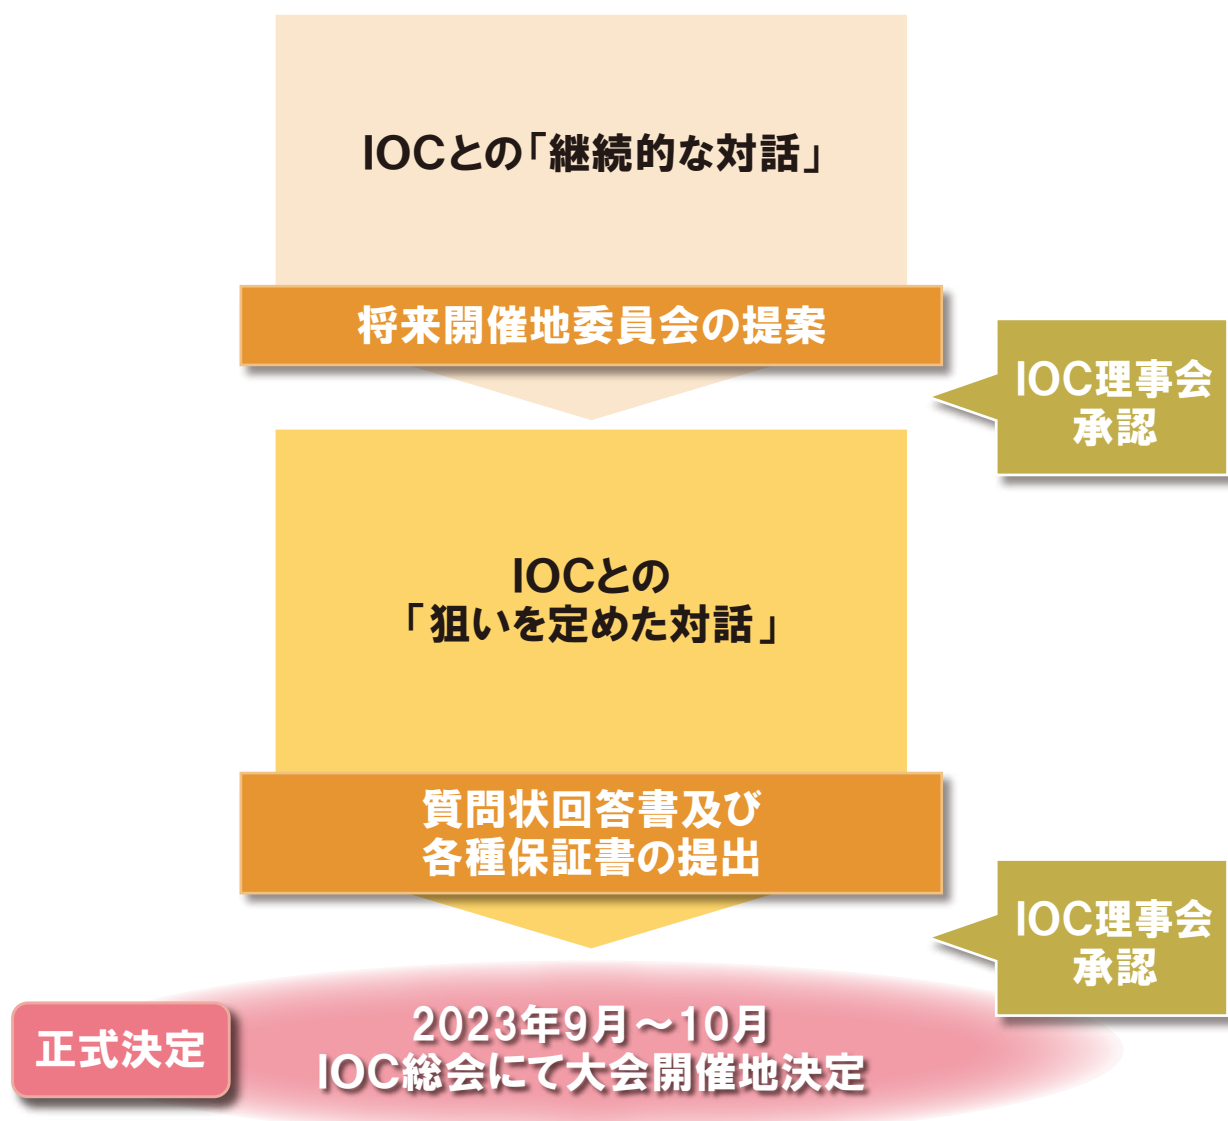 IOCとの「継続的な対話」
将来開催地委員会の提案
IOC理事会
承認
IOCとの
「狙いを定めた対話」
質問状回答書及び
各種保証書の提出
IOC理事会
承認
正式決定
2023年9月～10月
IOC総会にて大会開催地決定